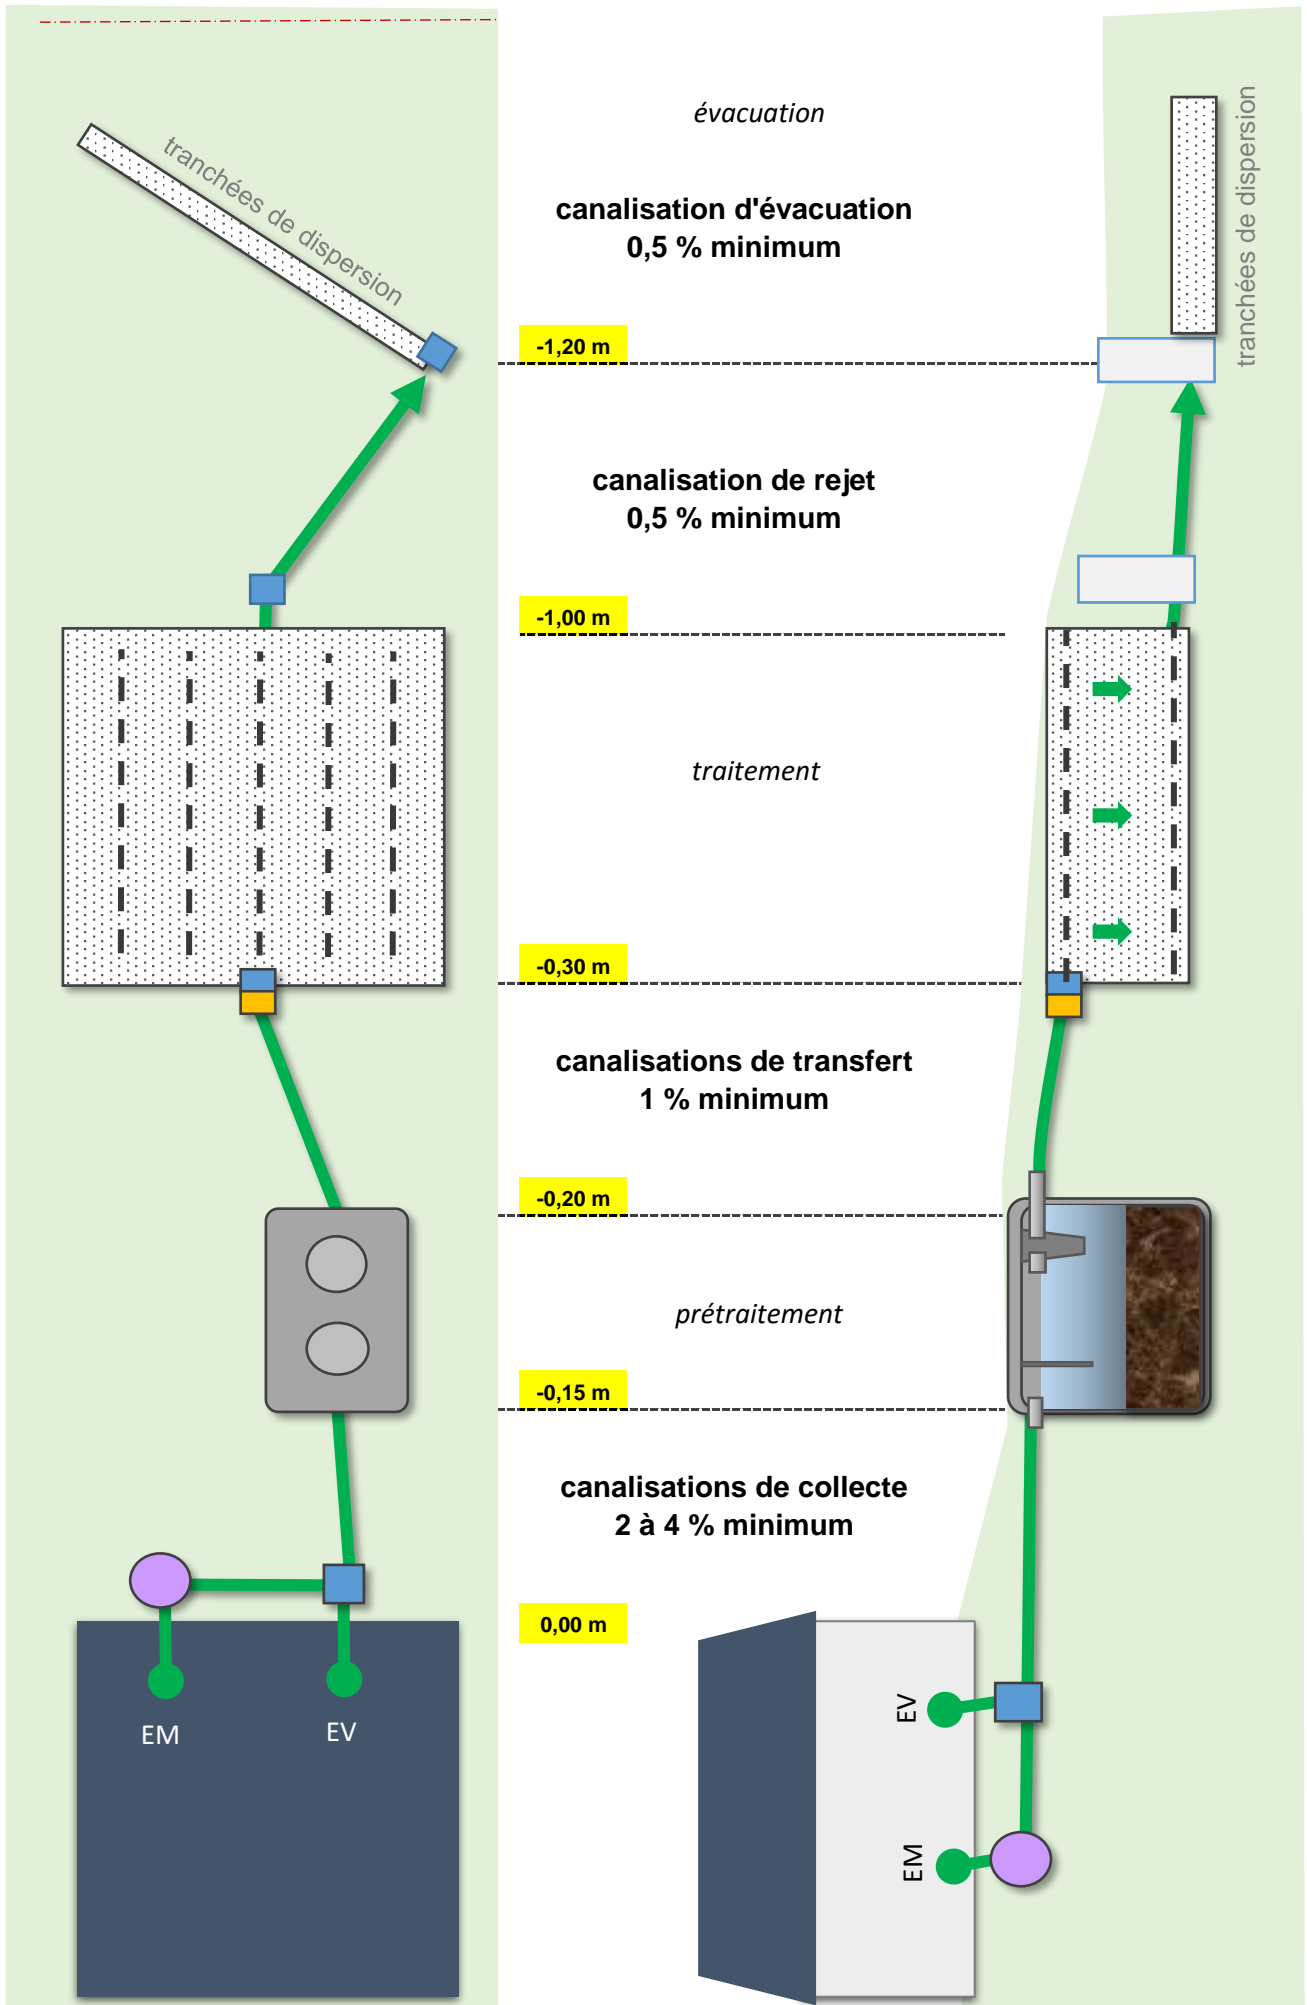 évacuation
tranchées de dispersion
tranchées de dispersion
canalisation d'évacuation
0,5 % minimum
-1,20 m
canalisation de rejet
0,5 % minimum
-1,00 m
traitement
-0,30 m
canalisations de transfert
1 % minimum
-0,20 m
prétraitement
-0,15 m
canalisations de collecte
2 à 4 % minimum
0,00 m
EM
EV
EV
EM